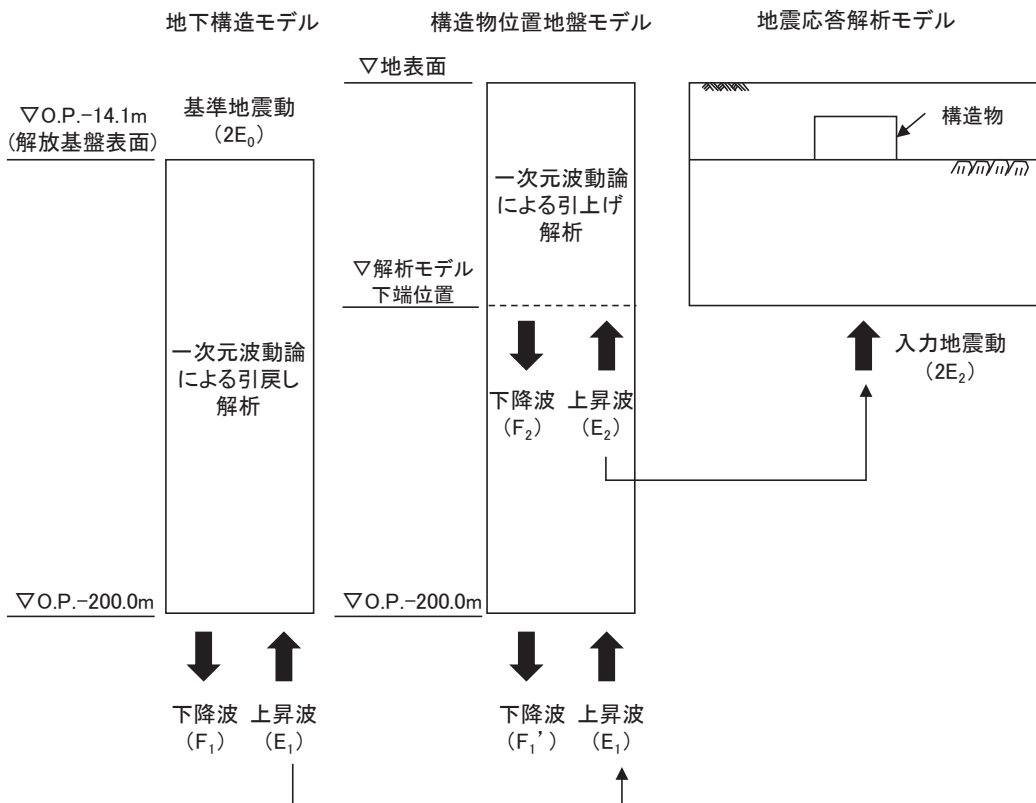 地下構造モデル
▽O.P.-14.1m
(解放基盤表面)
基準地震動
(2E₀)
一次元波動論
による引戻し
解析
▽O.P.-200.0m
下降波
(F₁)
上昇波
(E₁)
構造物位置地盤モデル
▽地表面
一次元波動論
による引上げ
解析
▽解析モデル
下端位置
下降波
(F₂)
上昇波
(E₂)
▽O.P.-200.0m
下降波
(F₁’)
上昇波
(E₁)
地震応答解析モデル
構造物
入力地震動
(2E₂)